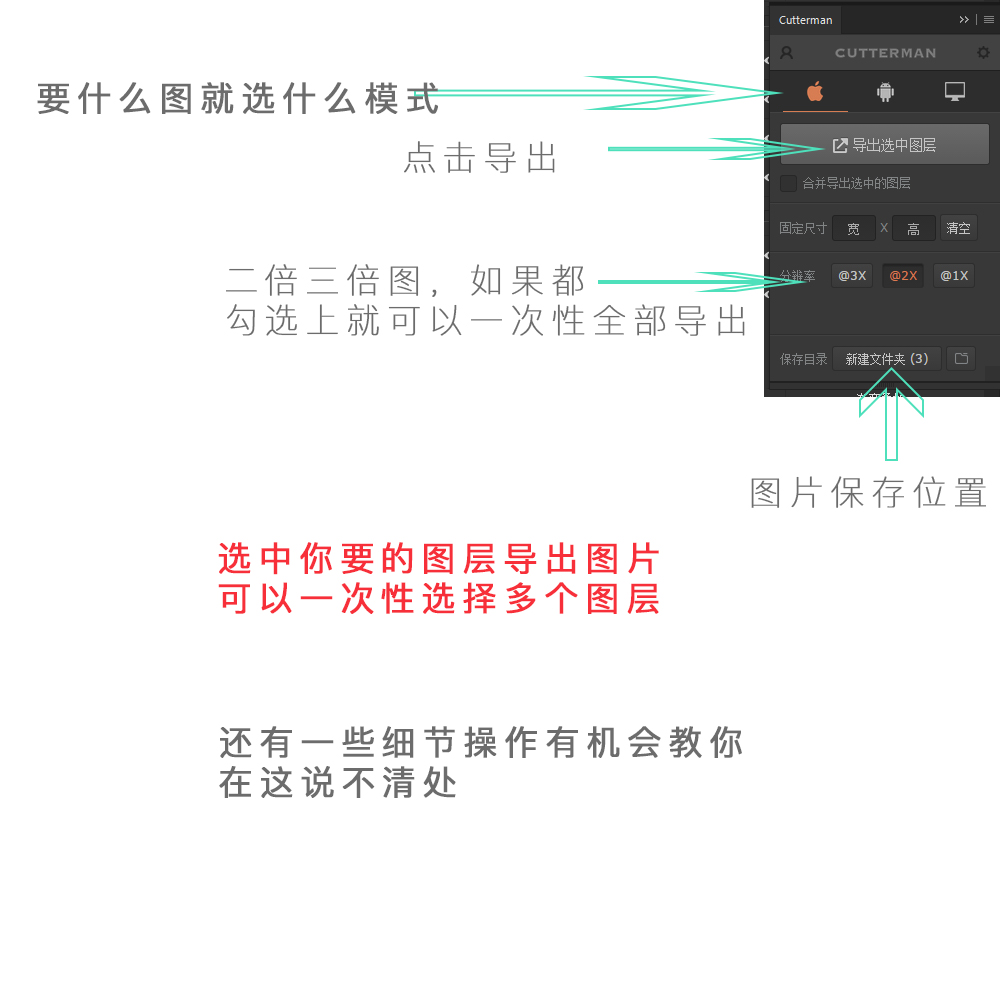 Cutterman
CUTTERMAN
要什么图就选什么模式
点击导出
导出选中图层
合并导出选中的图层
固定尺寸 宽 X 高 清空
二倍三倍图，如果都
勾选上就可以一次性全部导出
分辨率 @3X @2X @1X
保存目录 新建文件夹 (3)
图片保存位置
选中你要的图层导出图片
可以一次性选择多个图层
还有一些细节操作有机会教你
在这说不清处